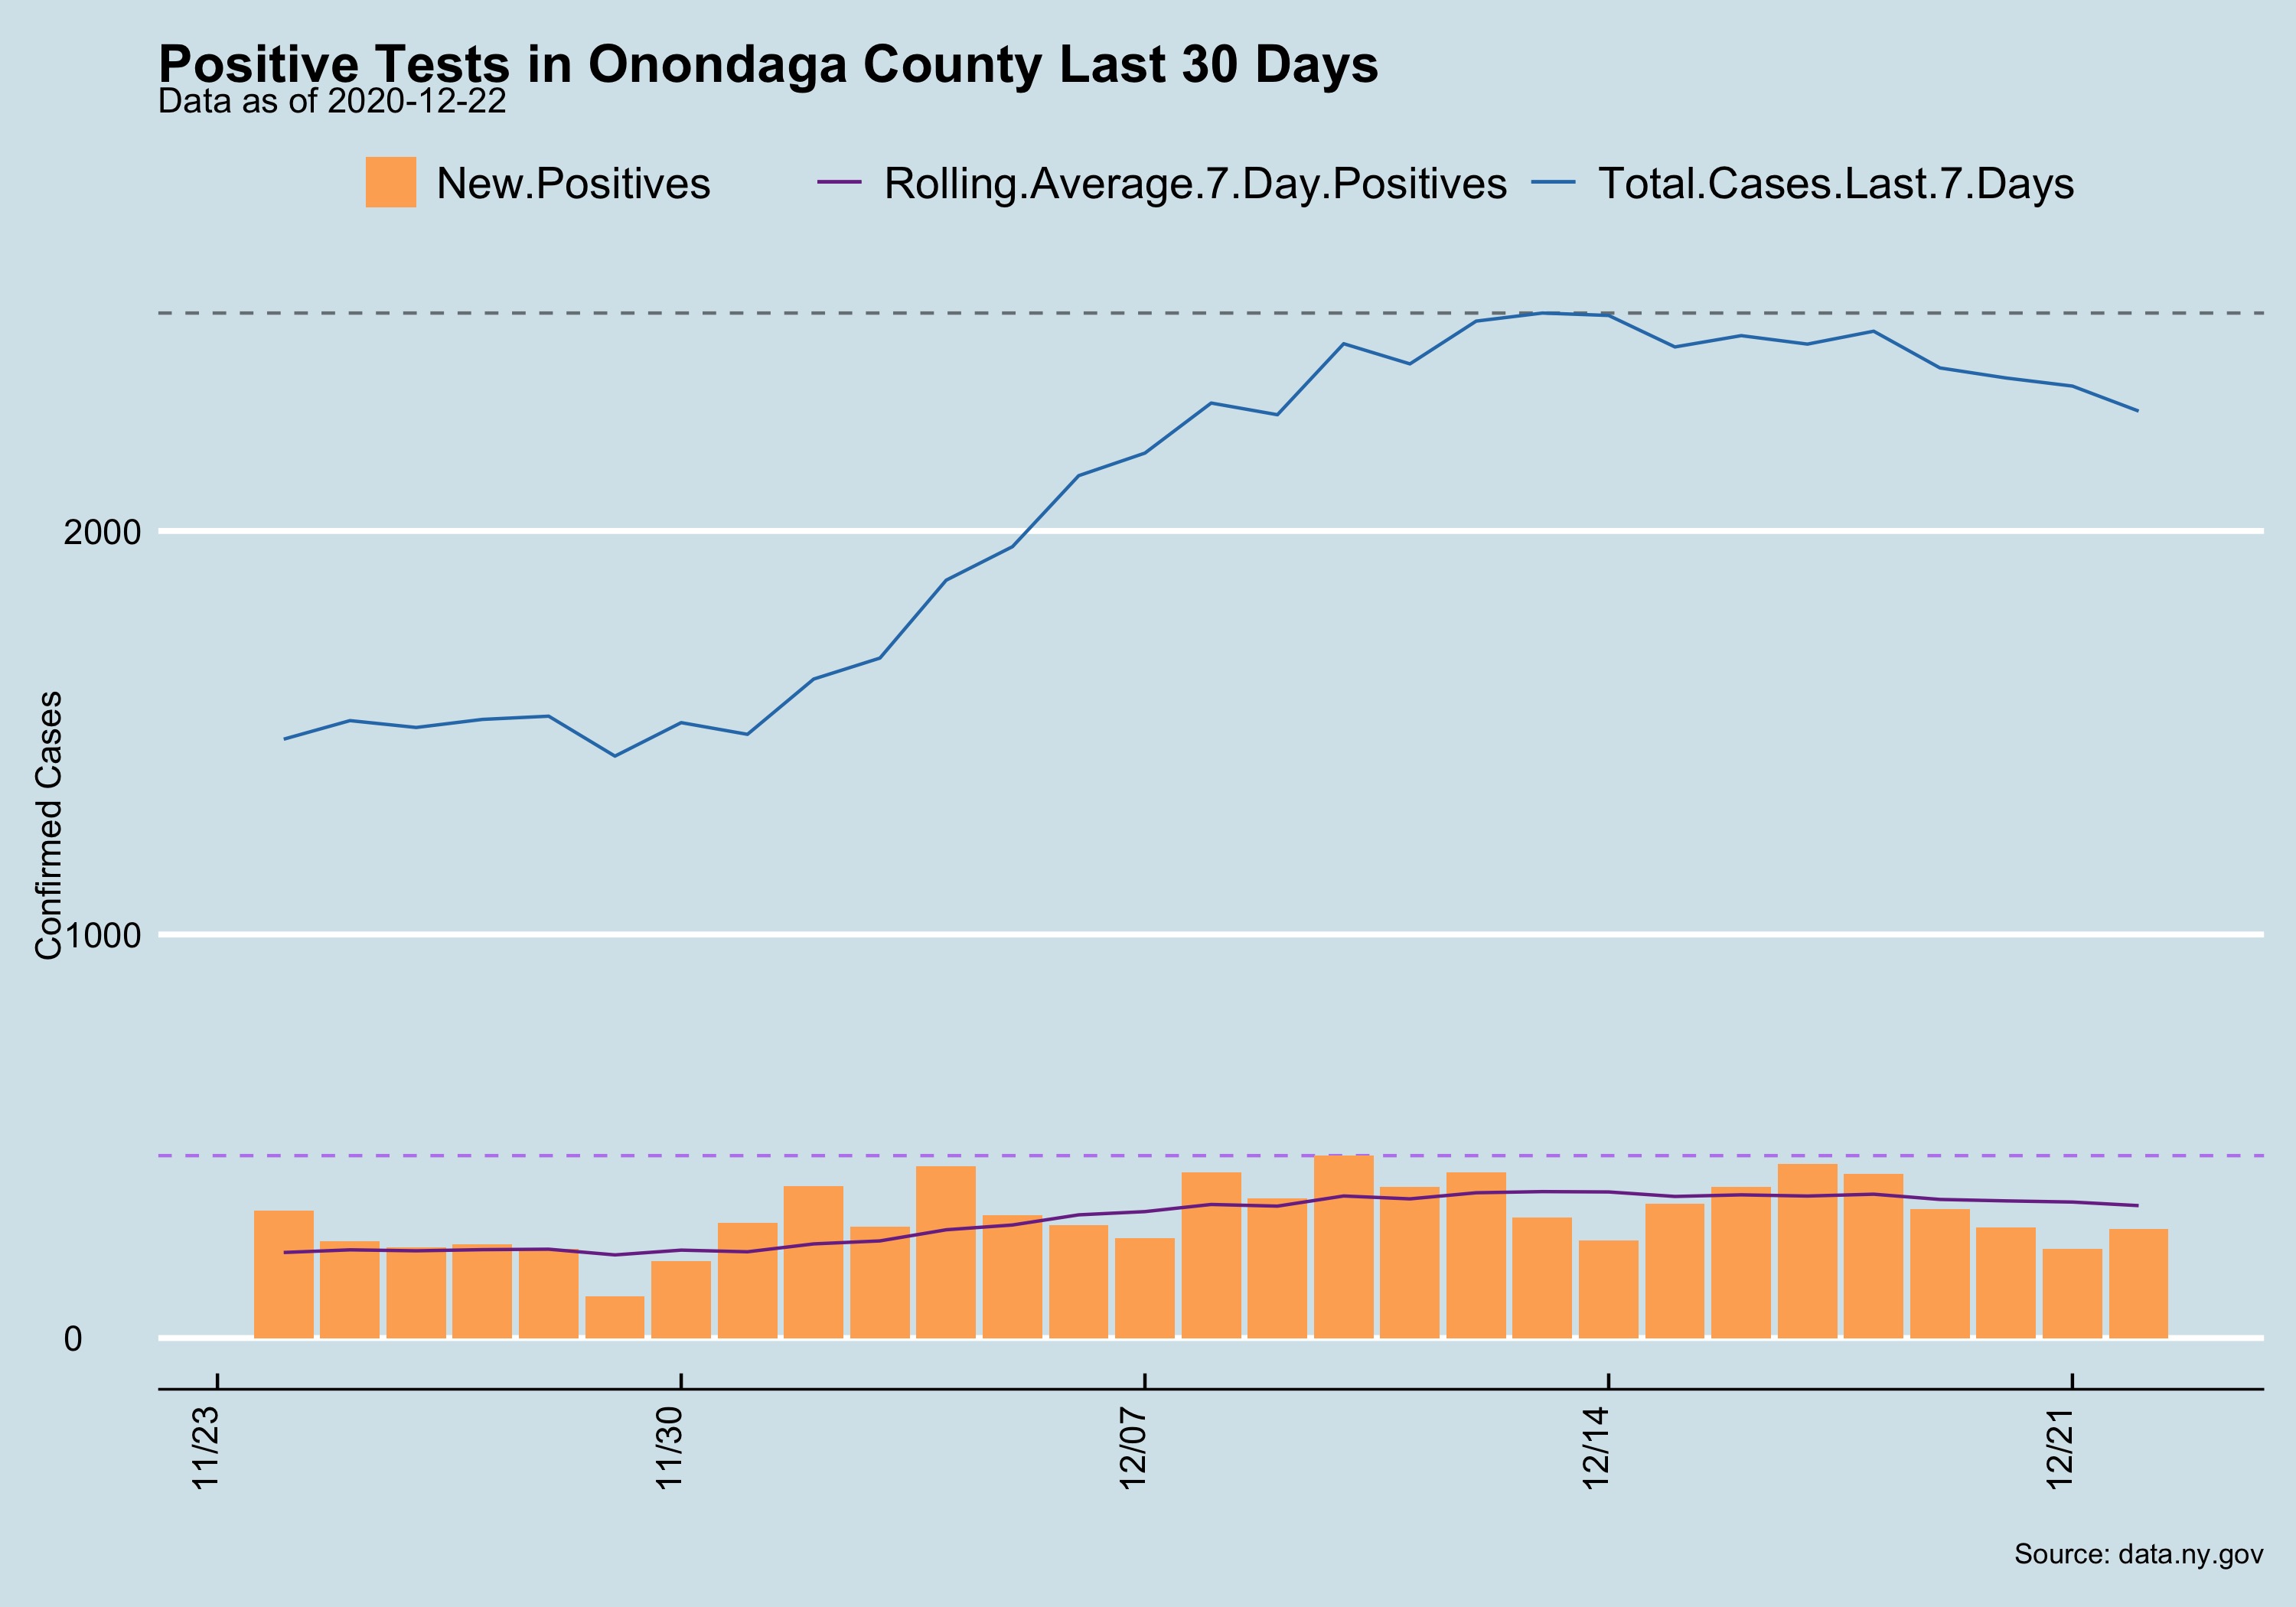 Positive Tests in Onondaga County Last 30 Days
Data as of 2020-12-22
New.Positives
Rolling.Average.7.Day.Positives
Total.Cases.Last.7.Days
Confirmed Cases
2000
1000
0
11/23
11/30
12/07
12/14
12/21
Source: data.ny.gov